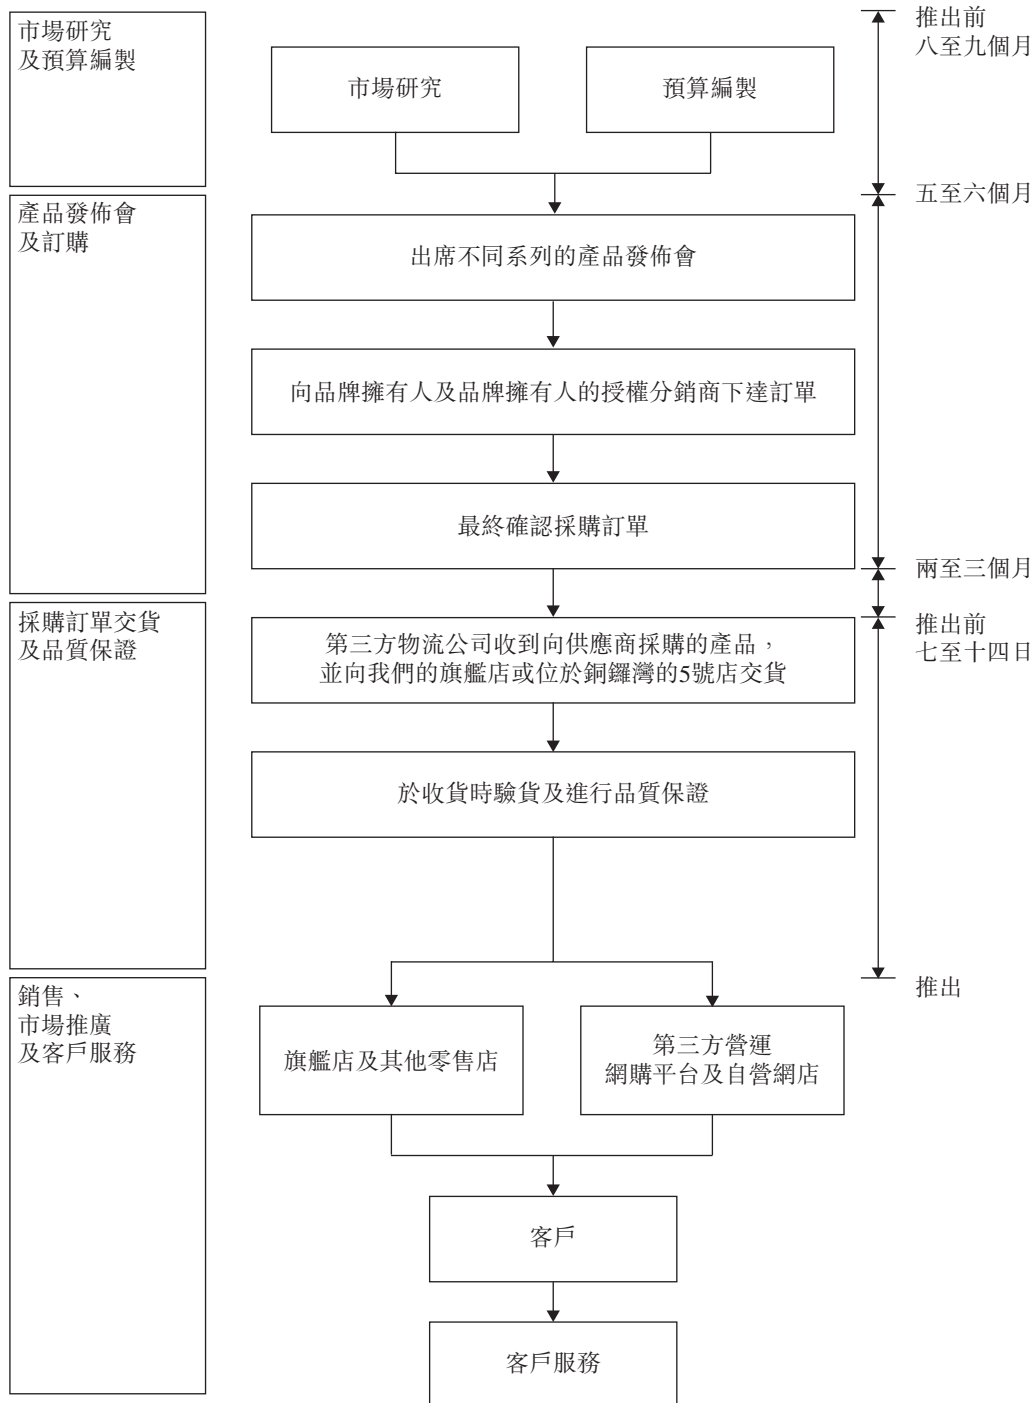 市場研究
及預算編製
推出前
八至九個月
市場研究
預算編製
五至六個月
產品發佈會
及訂購
出席不同系列的產品發佈會
向品牌擁有人及品牌擁有人的授權分銷商下達訂單
最終確認採購訂單
兩至三個月
採購訂單交貨
及品質保證
推出前
七至十四日
第三方物流公司收到向供應商採購的產品，
並向我們的旗艦店或位於銅鑼灣的5號店交貨
於收貨時驗貨及進行品質保證
推出
銷售、
市場推廣
及客戶服務
旗艦店及其他零售店
第三方營運
網購平台及自營網店
客戶
客戶服務